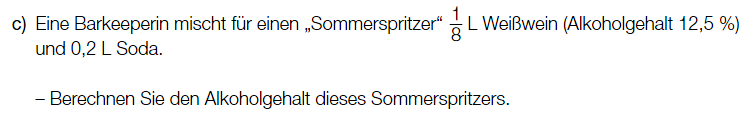 c) Eine Barkeeperin mischt für einen „Sommerspritzer“ 1/8 L Weißwein (Alkoholgehalt 12,5 %)
und 0,2 L Soda.
– Berechnen Sie den Alkoholgehalt dieses Sommerspritzers.